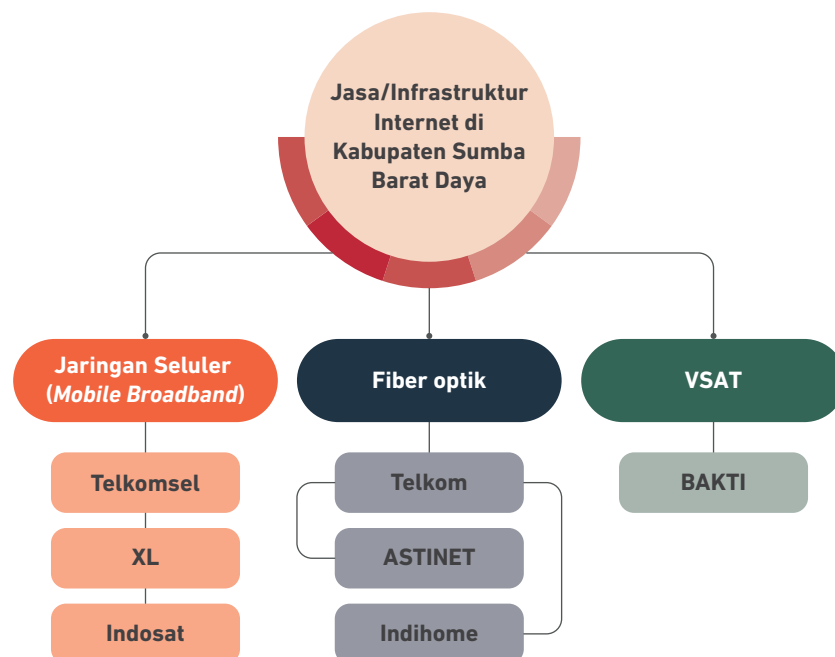 Jasa/Infrastruktur
Internet di
Kabupaten Sumba
Barat Daya
Jaringan Seluler
(Mobile Broadband)
Telkomsel
XL
Indosat
Fiber optik
Telkom
ASTINET
Indihome
VSAT
BAKTI